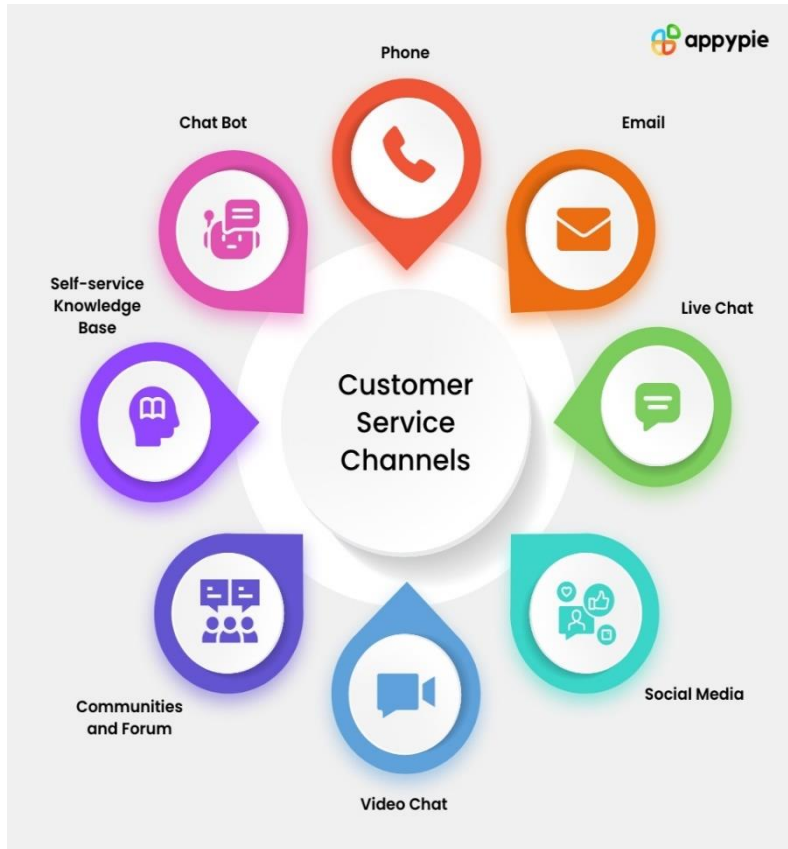 appypie
Phone
Chat Bot
Email
Self-service
Knowledge
Base
Live Chat
Customer
Service
Channels
Communities
and Forum
Social Media
Video Chat